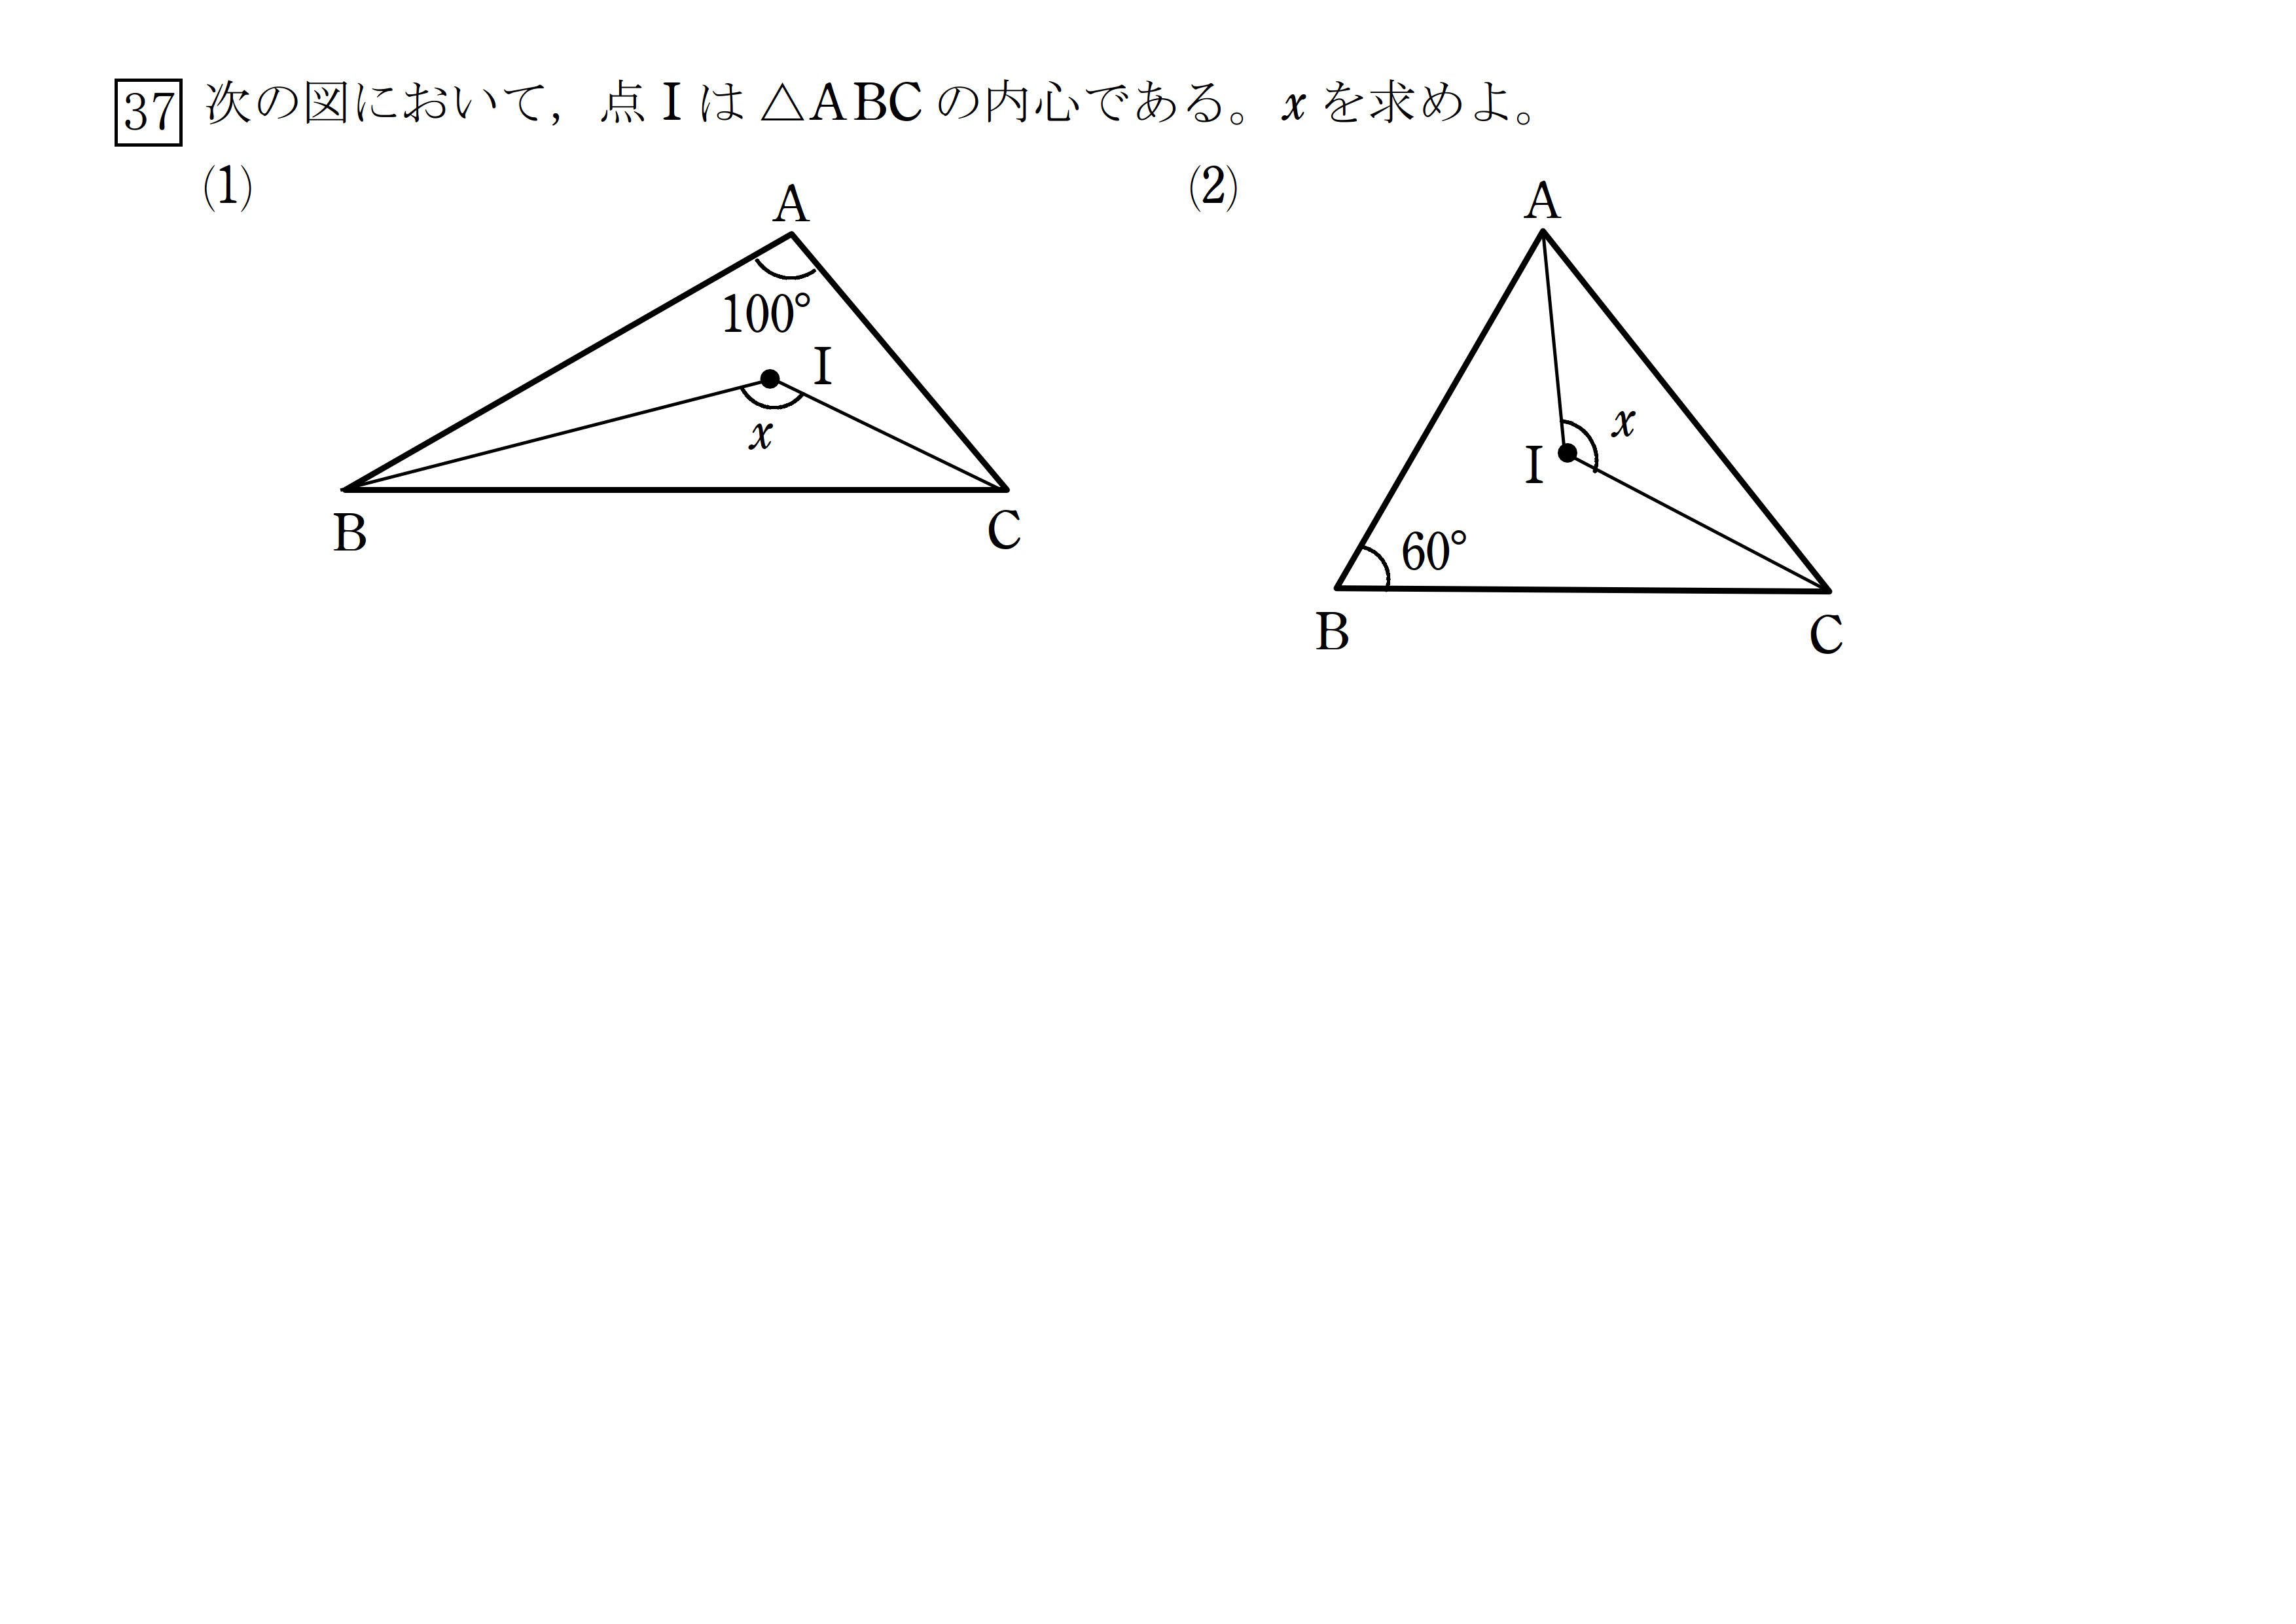 37 次の図において，点 I は △ABC の内心である。x を求めよ。
(1)
(2)
A
100°
I
x
B
C
A
x
I
60°
B
C